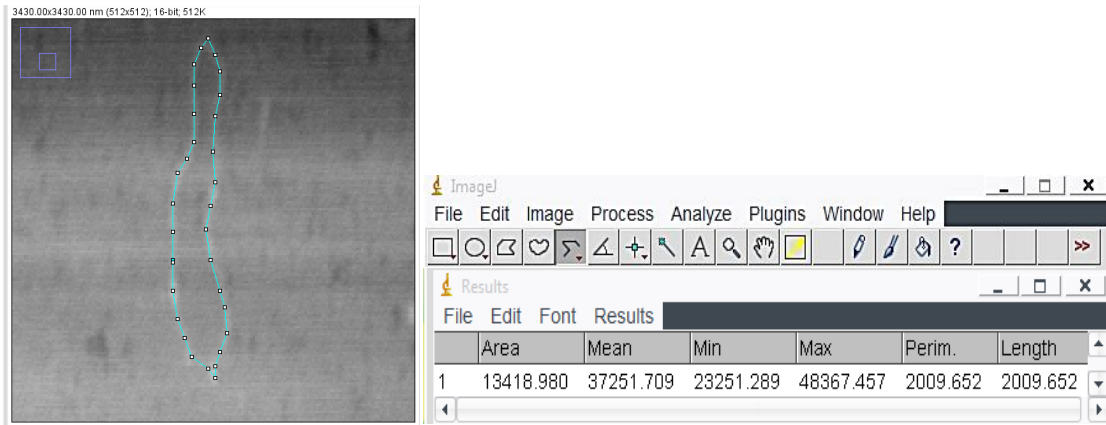 3430.00x3430.00 nm (512x512); 16-bit; 512K
ImageJ
File Edit Image Process Analyze Plugins Window Help
A ? >>
Results
File Edit Font Results
Area Mean Min Max Perim. Length
1 13418.980 37251.709 23251.289 48367.457 2009.652 2009.652